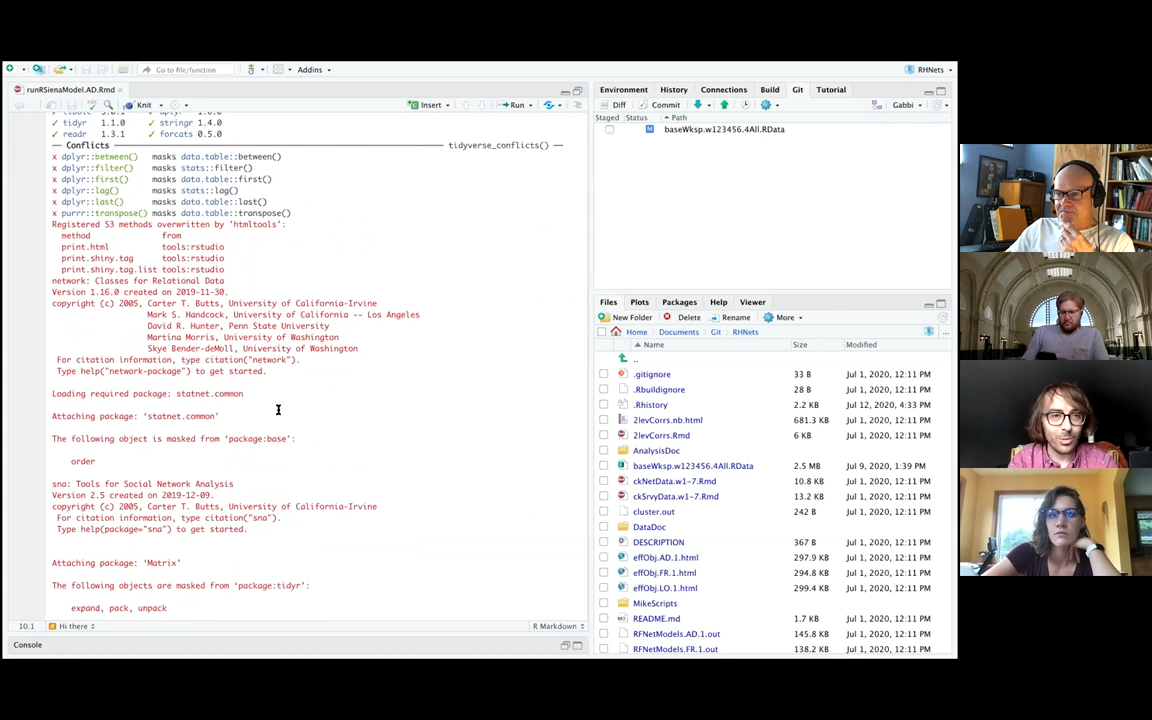 Go to file/function
Addins
RHNets
runRSienaModel.AD.Rmd
Knit
Insert
Run
✓ tidyr 1.1.0 ✓ stringr 1.4.0
✓ readr 1.3.1 ✓ forcats 0.5.0
— Conflicts — tidyverse_conflicts() —
x dplyr::between() masks data.table::between()
x dplyr::filter() masks stats::filter()
x dplyr::first() masks data.table::first()
x dplyr::lag() masks stats::lag()
x dplyr::last() masks data.table::last()
x purrr::transpose() masks data.table::transpose()
Registered S3 methods overwritten by 'htmltools':
method from
print.html tools:rstudio
print.shiny.tag tools:rstudio
print.shiny.tag.list tools:rstudio
network: Classes for Relational Data
Version 1.16.0 created on 2019-11-30.
copyright (c) 2005, Carter T. Butts, University of California-Irvine
Mark S. Handcock, University of California -- Los Angeles
David R. Hunter, Penn State University
Martina Morris, University of Washington
Skye Bender-deMoll, University of Washington
For citation information, type citation("network").
Type help("network-package") to get started.
Loading required package: statnet.common
Attaching package: 'statnet.common'
The following object is masked from 'package:base':
order
sna: Tools for Social Network Analysis
Version 2.5 created on 2019-12-09.
copyright (c) 2005, Carter T. Butts, University of California-Irvine
For citation information, type citation("sna").
Type help(package="sna") to get started.
Attaching package: 'Matrix'
The following objects are masked from 'package:tidyr':
expand, pack, unpack
10:1 Hi there R Markdown
Console
Environment History Connections Build Git Tutorial
Diff Commit Gabbi
Staged Status Path
M baseWksp.w123456.4All.RData
Files Plots Packages Help Viewer
New Folder Delete Rename More
Home Documents Git RHNets
Name Size Modified
..
.gitignore 33 B Jul 1, 2020, 12:11 PM
.Rbuildignore 28 B Jul 1, 2020, 12:11 PM
.Rhistory 2.2 KB Jul 12, 2020, 4:33 PM
2levCorrs.nb.html 681.3 KB Jul 1, 2020, 12:11 PM
2levCorrs.Rmd 6 KB Jul 1, 2020, 12:11 PM
AnalysisDoc
baseWksp.w123456.4All.RData 2.5 MB Jul 9, 2020, 1:39 PM
ckNetData.w1-7.Rmd 10.8 KB Jul 1, 2020, 12:11 PM
ckSrvyData.w1-7.Rmd 13.2 KB Jul 1, 2020, 12:11 PM
cluster.out 242 B Jul 1, 2020, 12:11 PM
DataDoc
DESCRIPTION 367 B Jul 1, 2020, 12:11 PM
effObj.AD.1.html 297.9 KB Jul 1, 2020, 12:11 PM
effObj.FR.1.html 294.8 KB Jul 1, 2020, 12:11 PM
effObj.LO.1.html 299.4 KB Jul 1, 2020, 12:11 PM
MikeScripts
README.md 1.7 KB Jul 1, 2020, 12:11 PM
RFNetModels.AD.1.out 145.8 KB Jul 1, 2020, 12:11 PM
RFNetModels.FR.1.out 138.2 KB Jul 1, 2020, 12:11 PM